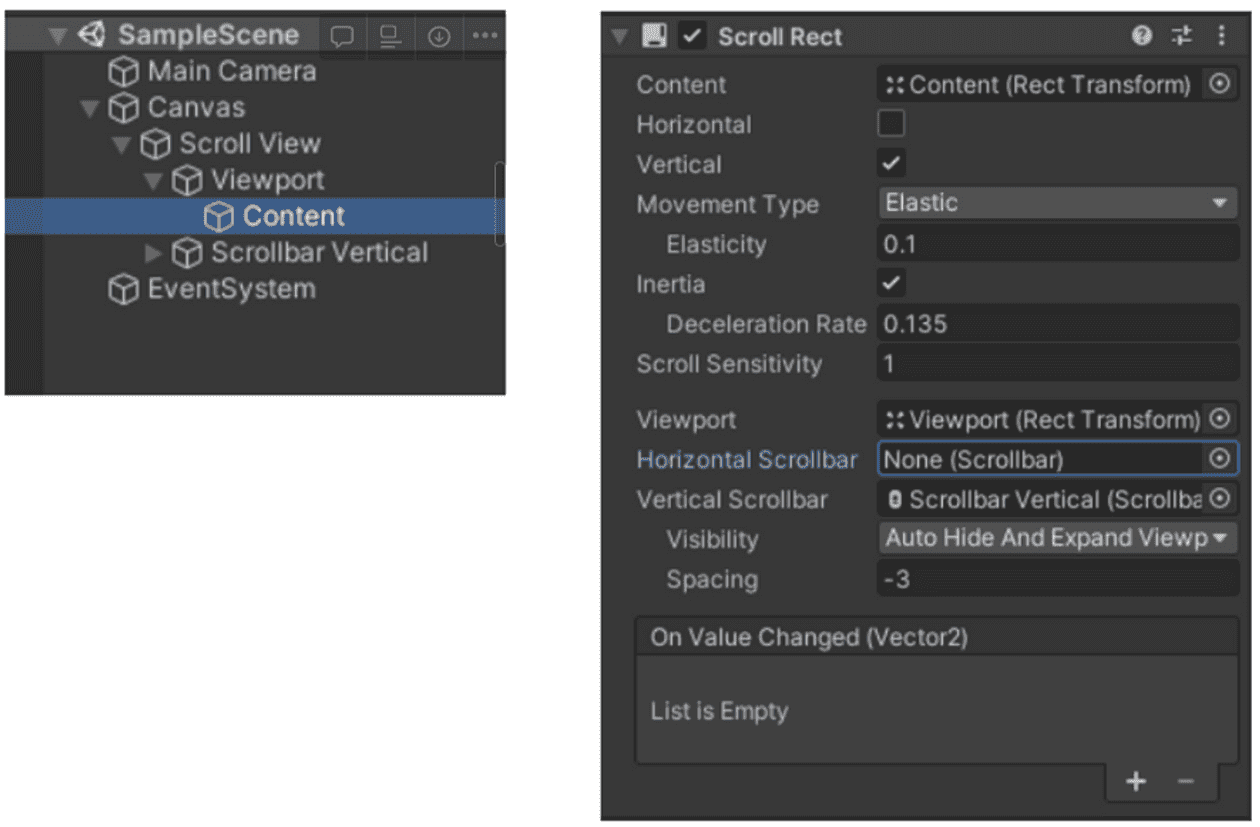 SampleScene
Main Camera
Canvas
Scroll View
Viewport
Content
Scrollbar Vertical
EventSystem
Scroll Rect
Content Content (Rect Transform)
Horizontal
Vertical
Movement Type Elastic
Elasticity 0.1
Inertia
Deceleration Rate 0.135
Scroll Sensitivity 1
Viewport Viewport (Rect Transform)
Horizontal Scrollbar None (Scrollbar)
Vertical Scrollbar Scrollbar Vertical (Scrollba
Visibility Auto Hide And Expand Viewp
Spacing -3
On Value Changed (Vector2)
List is Empty